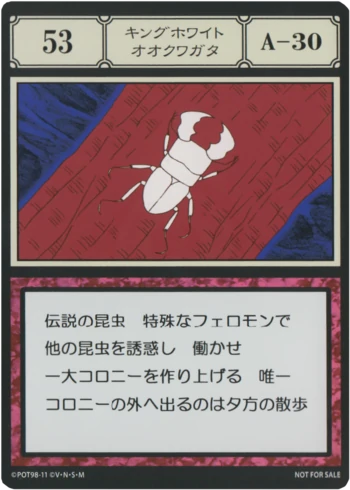 53
キングホワイト
オオクワガタ
A-30
伝説の昆虫　特殊なフェロモンで
他の昆虫を誘惑し　働かせ
一大コロニーを作り上げる　唯一
コロニーの外へ出るのは夕方の散歩
©POT98-11 ©V・N・S・M
NOT FOR SALE